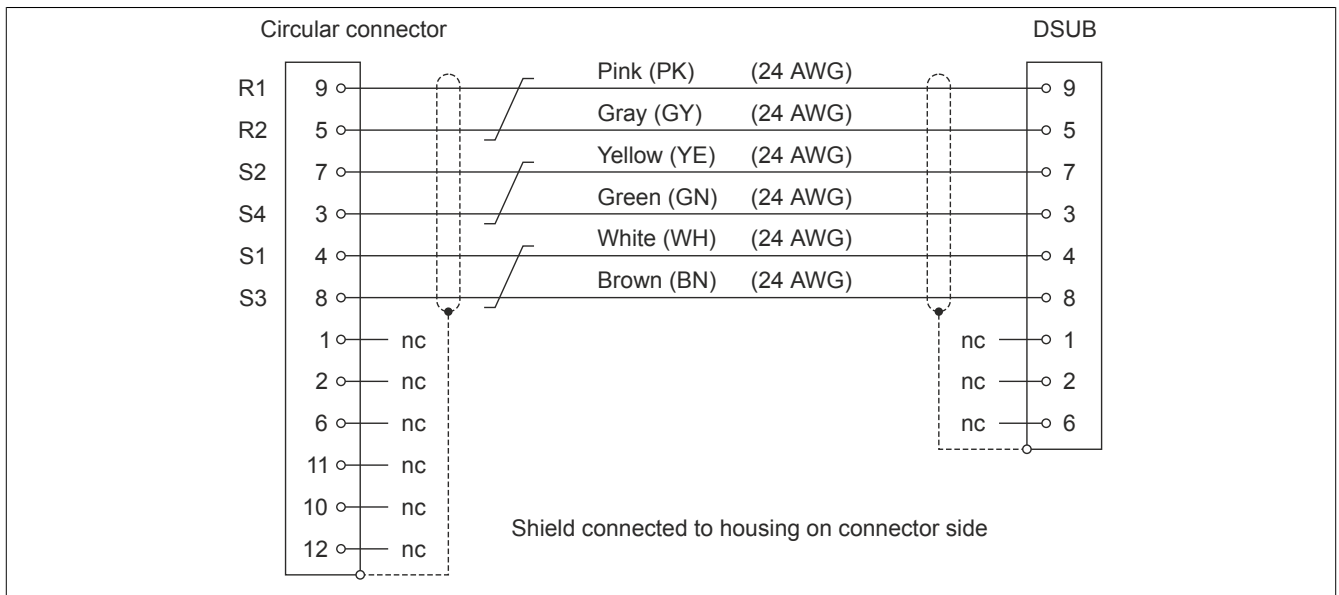 Circular connector DSUB
R1 9 Pink (PK) (24 AWG) 9
R2 5 Gray (GY) (24 AWG) 5
S2 7 Yellow (YE) (24 AWG) 7
S4 3 Green (GN) (24 AWG) 3
S1 4 White (WH) (24 AWG) 4
S3 8 Brown (BN) (24 AWG) 8
1 nc nc 1
2 nc nc 2
6 nc nc 6
11 nc
10 nc
Shield connected to housing on connector side
12 nc